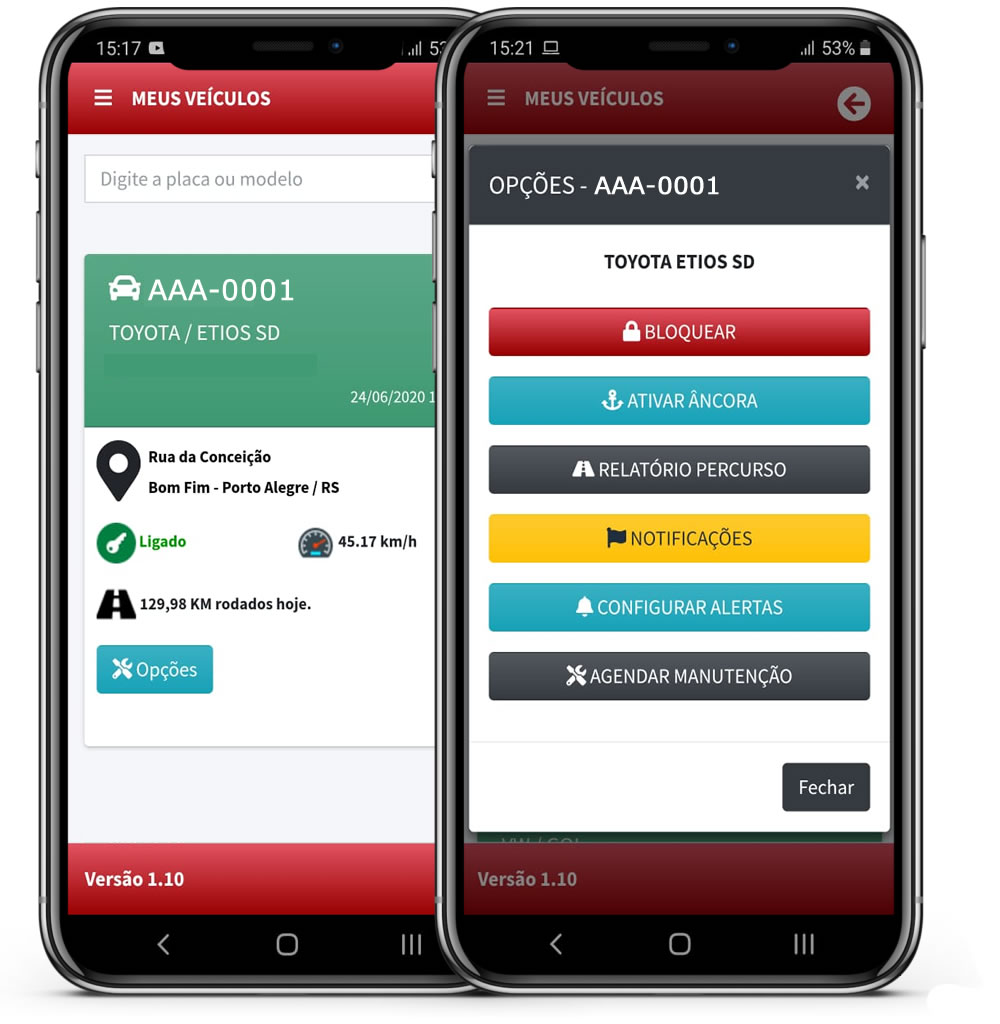 15:17
53
MEUS VEÍCULOS
Digite a placa ou modelo
AAA-0001
TOYOTA / ETIOS SD
24/06/2020 1
Rua da Conceição
Bom Fim - Porto Alegre / RS
Ligado
45.17 km/h
129,98 KM rodados hoje.
Opções
Versão 1.10
15:21
53%
MEUS VEÍCULOS
OPÇÕES - AAA-0001
×
TOYOTA ETIOS SD
BLOQUEAR
ATIVAR ÂNCORA
RELATÓRIO PERCURSO
NOTIFICAÇÕES
CONFIGURAR ALERTAS
AGENDAR MANUTENÇÃO
Fechar
Versão 1.10